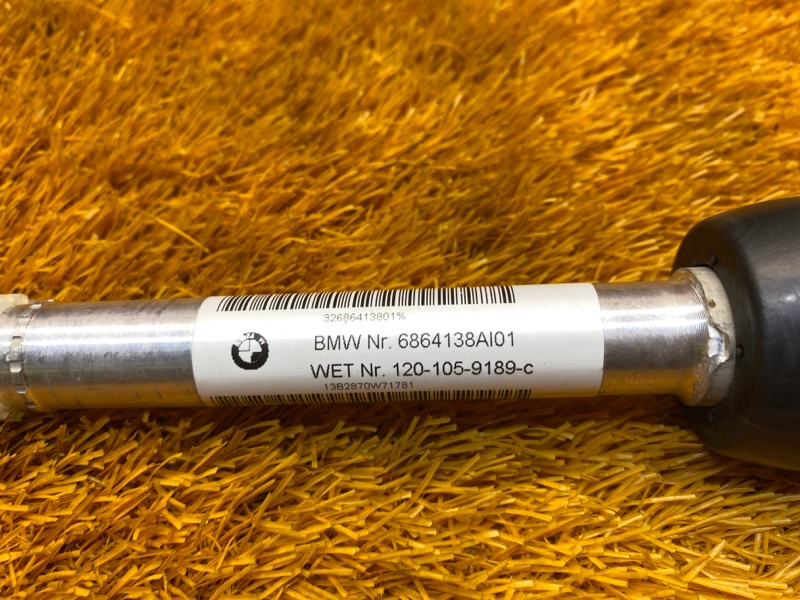 32686413801%
BMW Nr. 6864138AI01
WET Nr. 120-105-9189-c
13B2870W71781